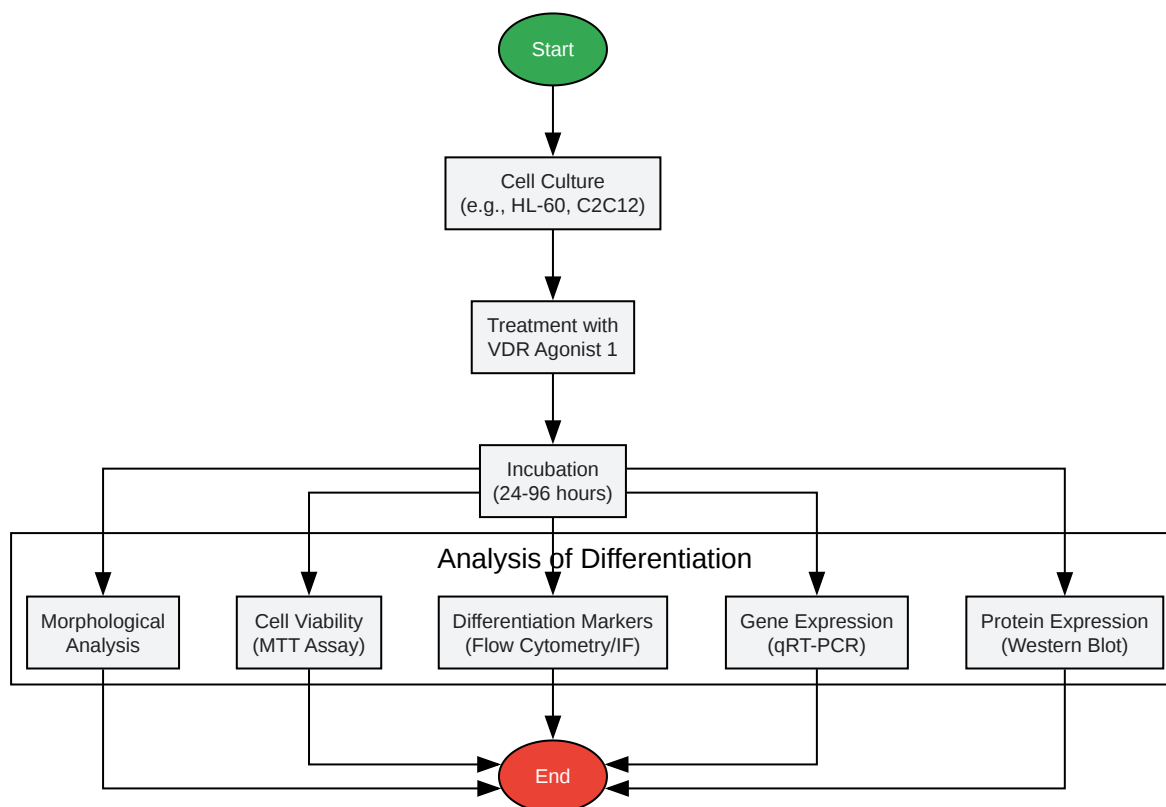 Start
Cell Culture
(e.g., HL-60, C2C12)
Treatment with
VDR Agonist 1
Incubation
(24-96 hours)
Analysis of Differentiation
Morphological
Analysis
Cell Viability
(MTT Assay)
Differentiation Markers
(Flow Cytometry/IF)
Gene Expression
(qRT-PCR)
Protein Expression
(Western Blot)
End